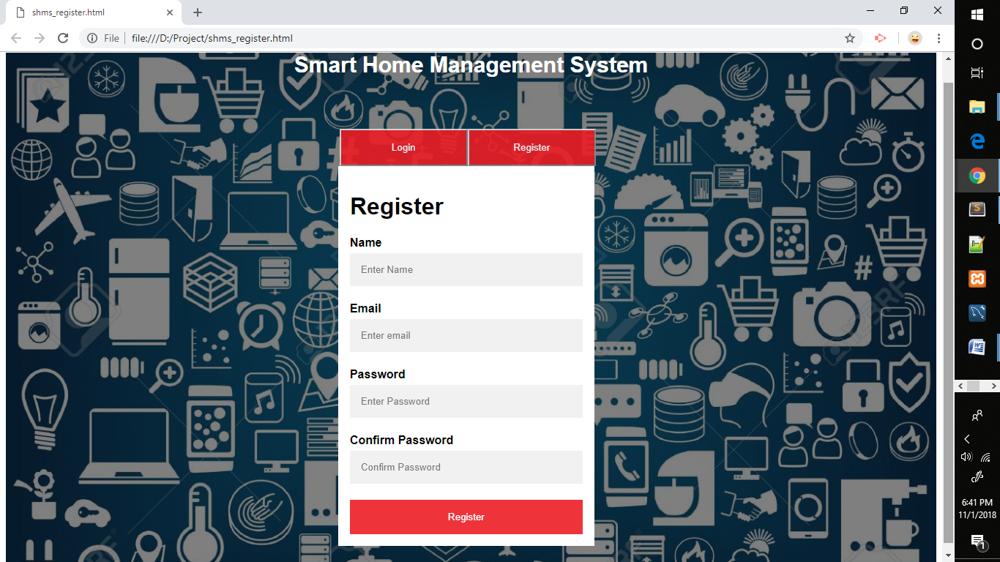 shms_register.html
File
file:///D:/Project/shms_register.html
Smart Home Management System
Login
Register
Register
Name
Enter Name
Email
Enter email
Password
Enter Password
Confirm Password
Confirm Password
Register
6:41 PM
11/1/2018
1